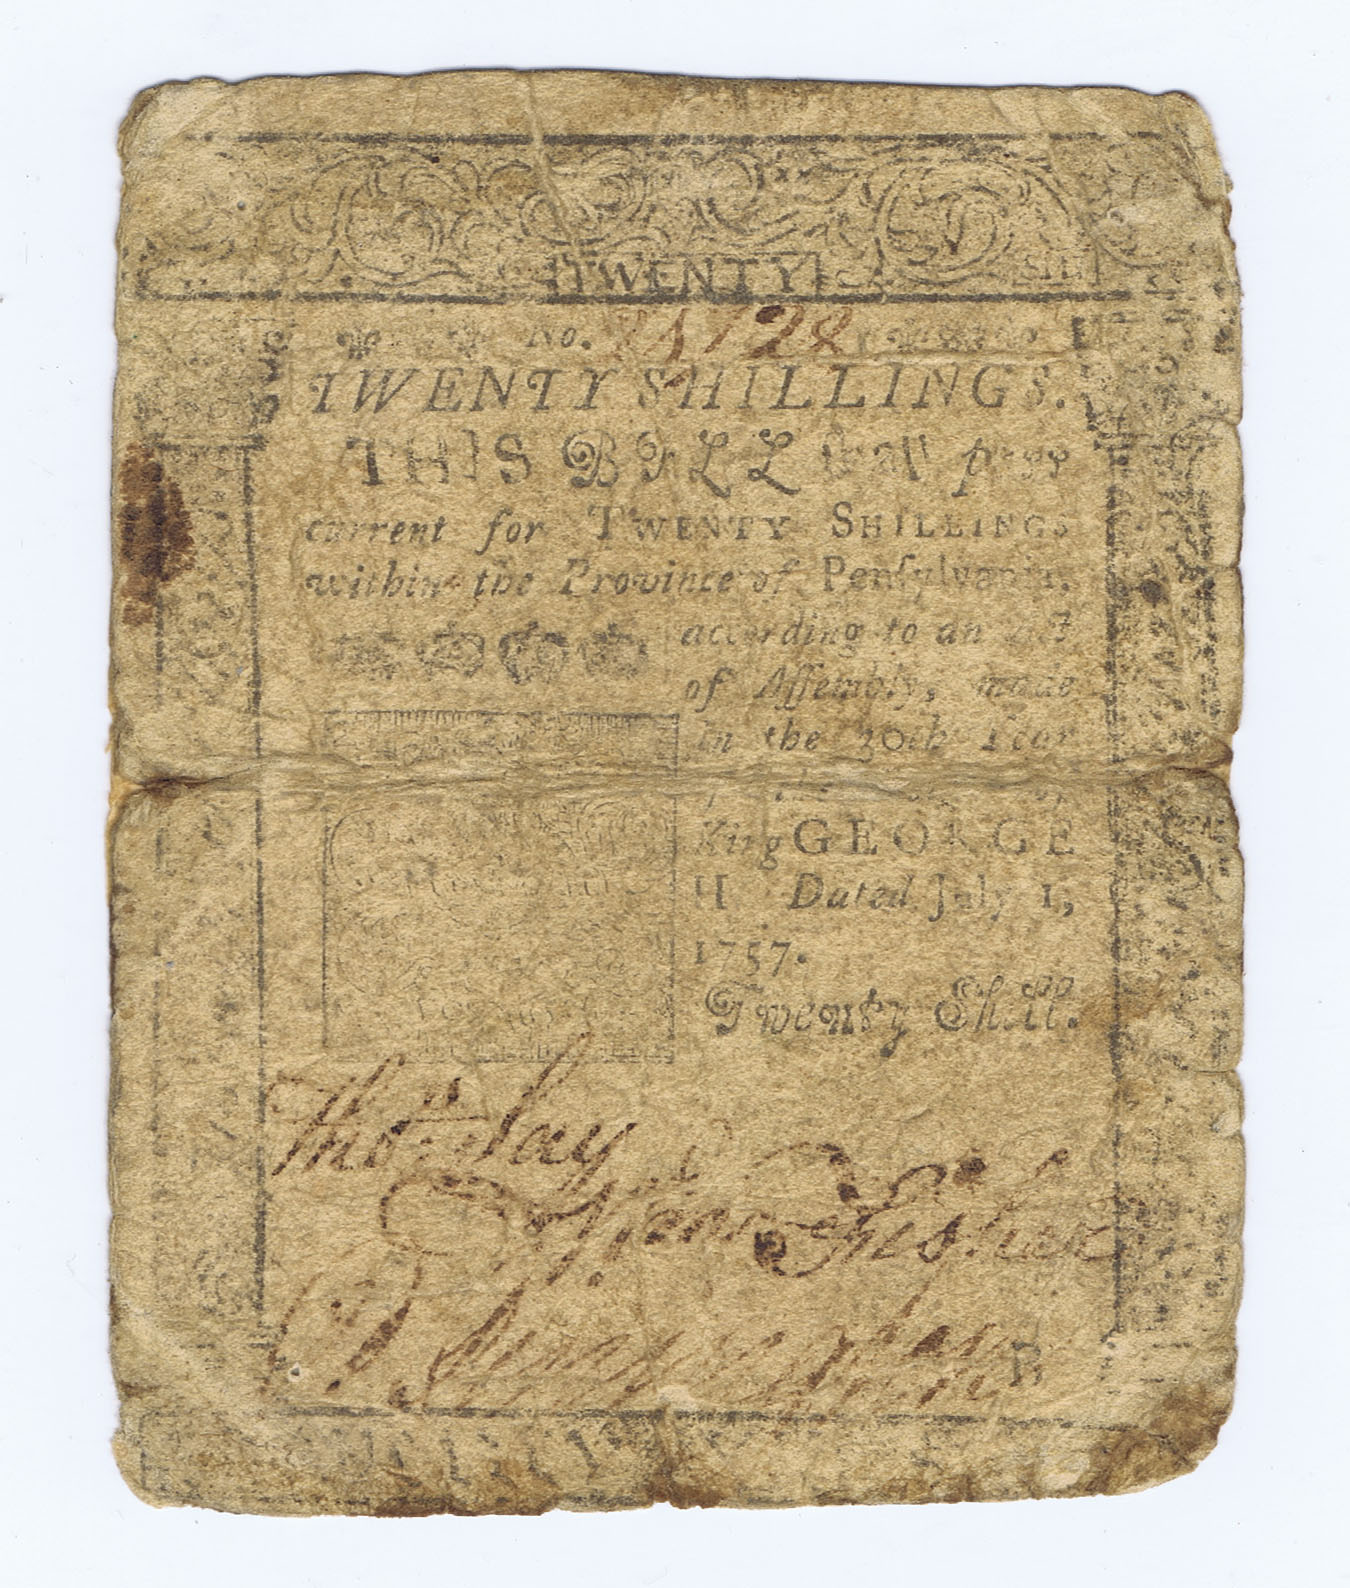 TWENTY
No. 15728
TWENTY SHILLINGS.
THIS BILL shall pass
current for TWENTY SHILLINGS
within the Province of Penſylvania,
according to an Act
of Aſſembly, made
in the 30th Year
King GEORGE
II. Dated July 1,
1757.
Twenty Shill.
Thos. Say
Fisher
B